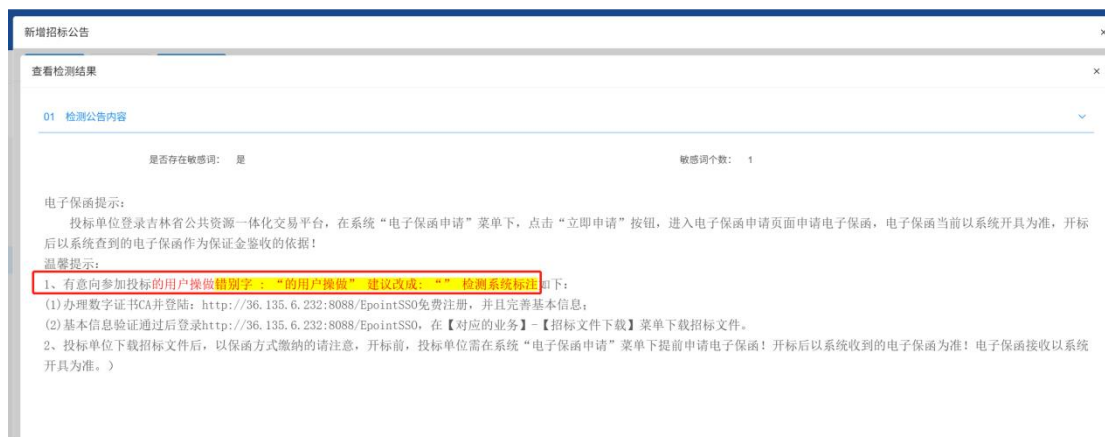 新增招标公告
查看检测结果
01 检测公告内容
是否存在敏感词： 是 敏感词个数： 1
电子保函提示：
投标单位登录吉林省公共资源一体化交易平台，在系统“电子保函申请”菜单下，点击“立即申请”按钮，进入电子保函申请页面申请电子保函，电子保函当前以系统开具为准，开标
后以系统查到的电子保函作为保证金鉴收的依据！
温馨提示：
1、有意向参加投标的用户操做错别字 ： “的用户操做” 建议改成： “” 检测系统标注如下：
(1)办理数字证书CA并登陆：http://36.135.6.232:8088/EpointSSO免费注册，并且完善基本信息；
(2)基本信息验证通过后登录http://36.135.6.232:8088/EpointSSO，在【对应的业务】-【招标文件下载】菜单下载招标文件。
2、投标单位下载招标文件后，以保函方式缴纳的请注意，开标前，投标单位需在系统“电子保函申请”菜单下提前申请电子保函！开标后以系统收到的电子保函为准！电子保函接收以系统
开具为准。）